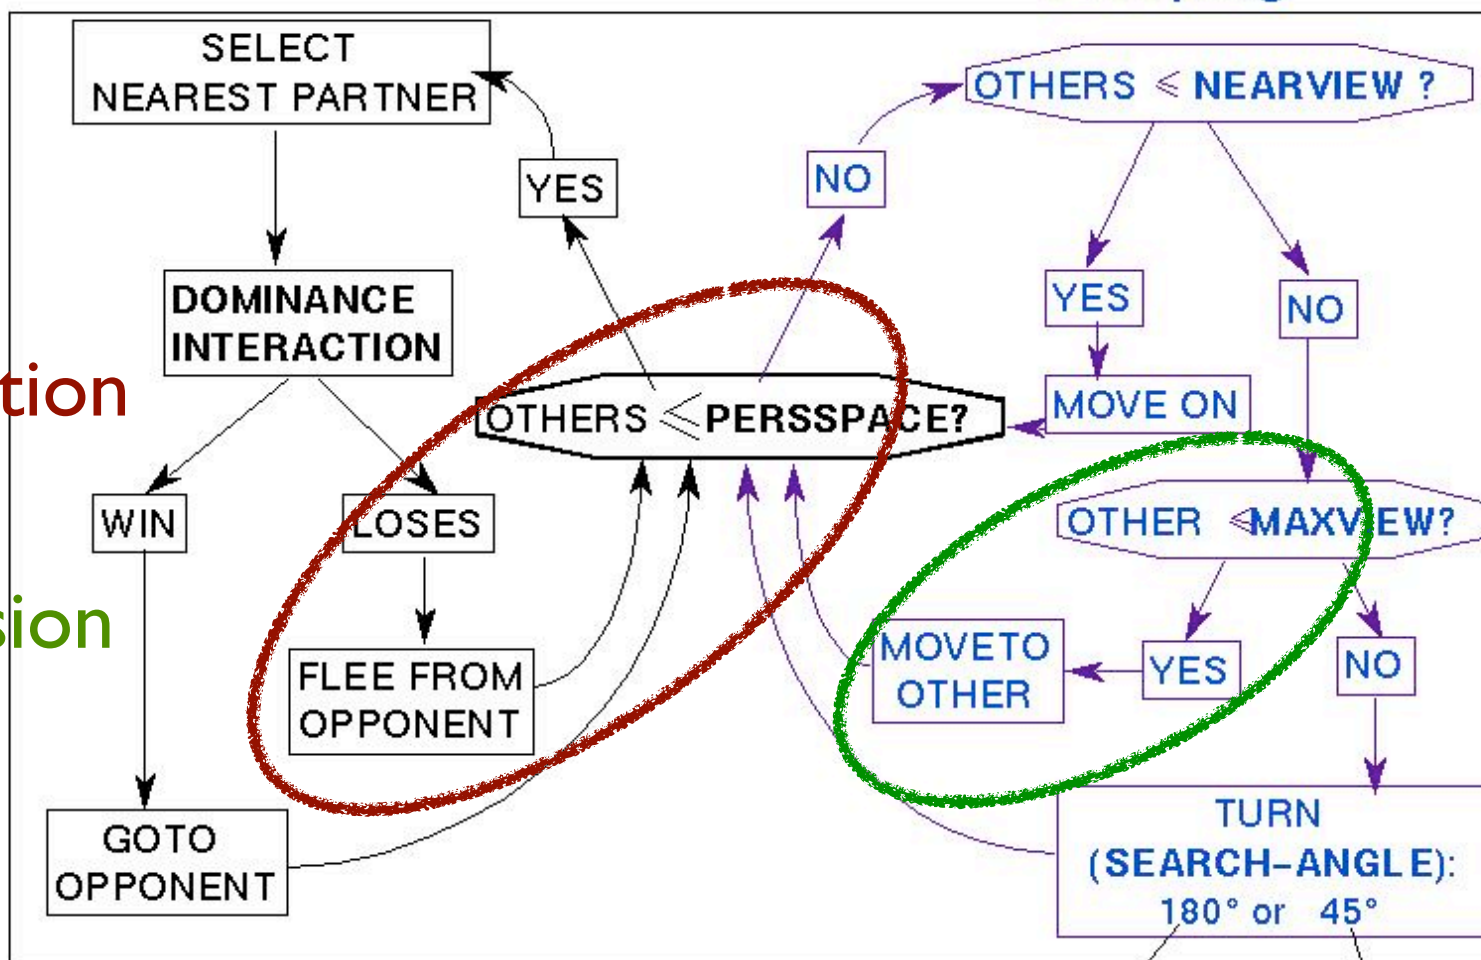 SELECT
NEAREST PARTNER
OTHERS ≤ NEARVIEW ?
YES
NO
DOMINANCE
INTERACTION
YES
NO
tion
OTHERS ≤ PERSSPACE?
MOVE ON
WIN
LOSES
OTHER ≤MAXVIEW?
sion
FLEE FROM
OPPONENT
MOVETO
OTHER
YES
NO
GOTO
OPPONENT
TURN
(SEARCH-ANGLE):
180° or 45°